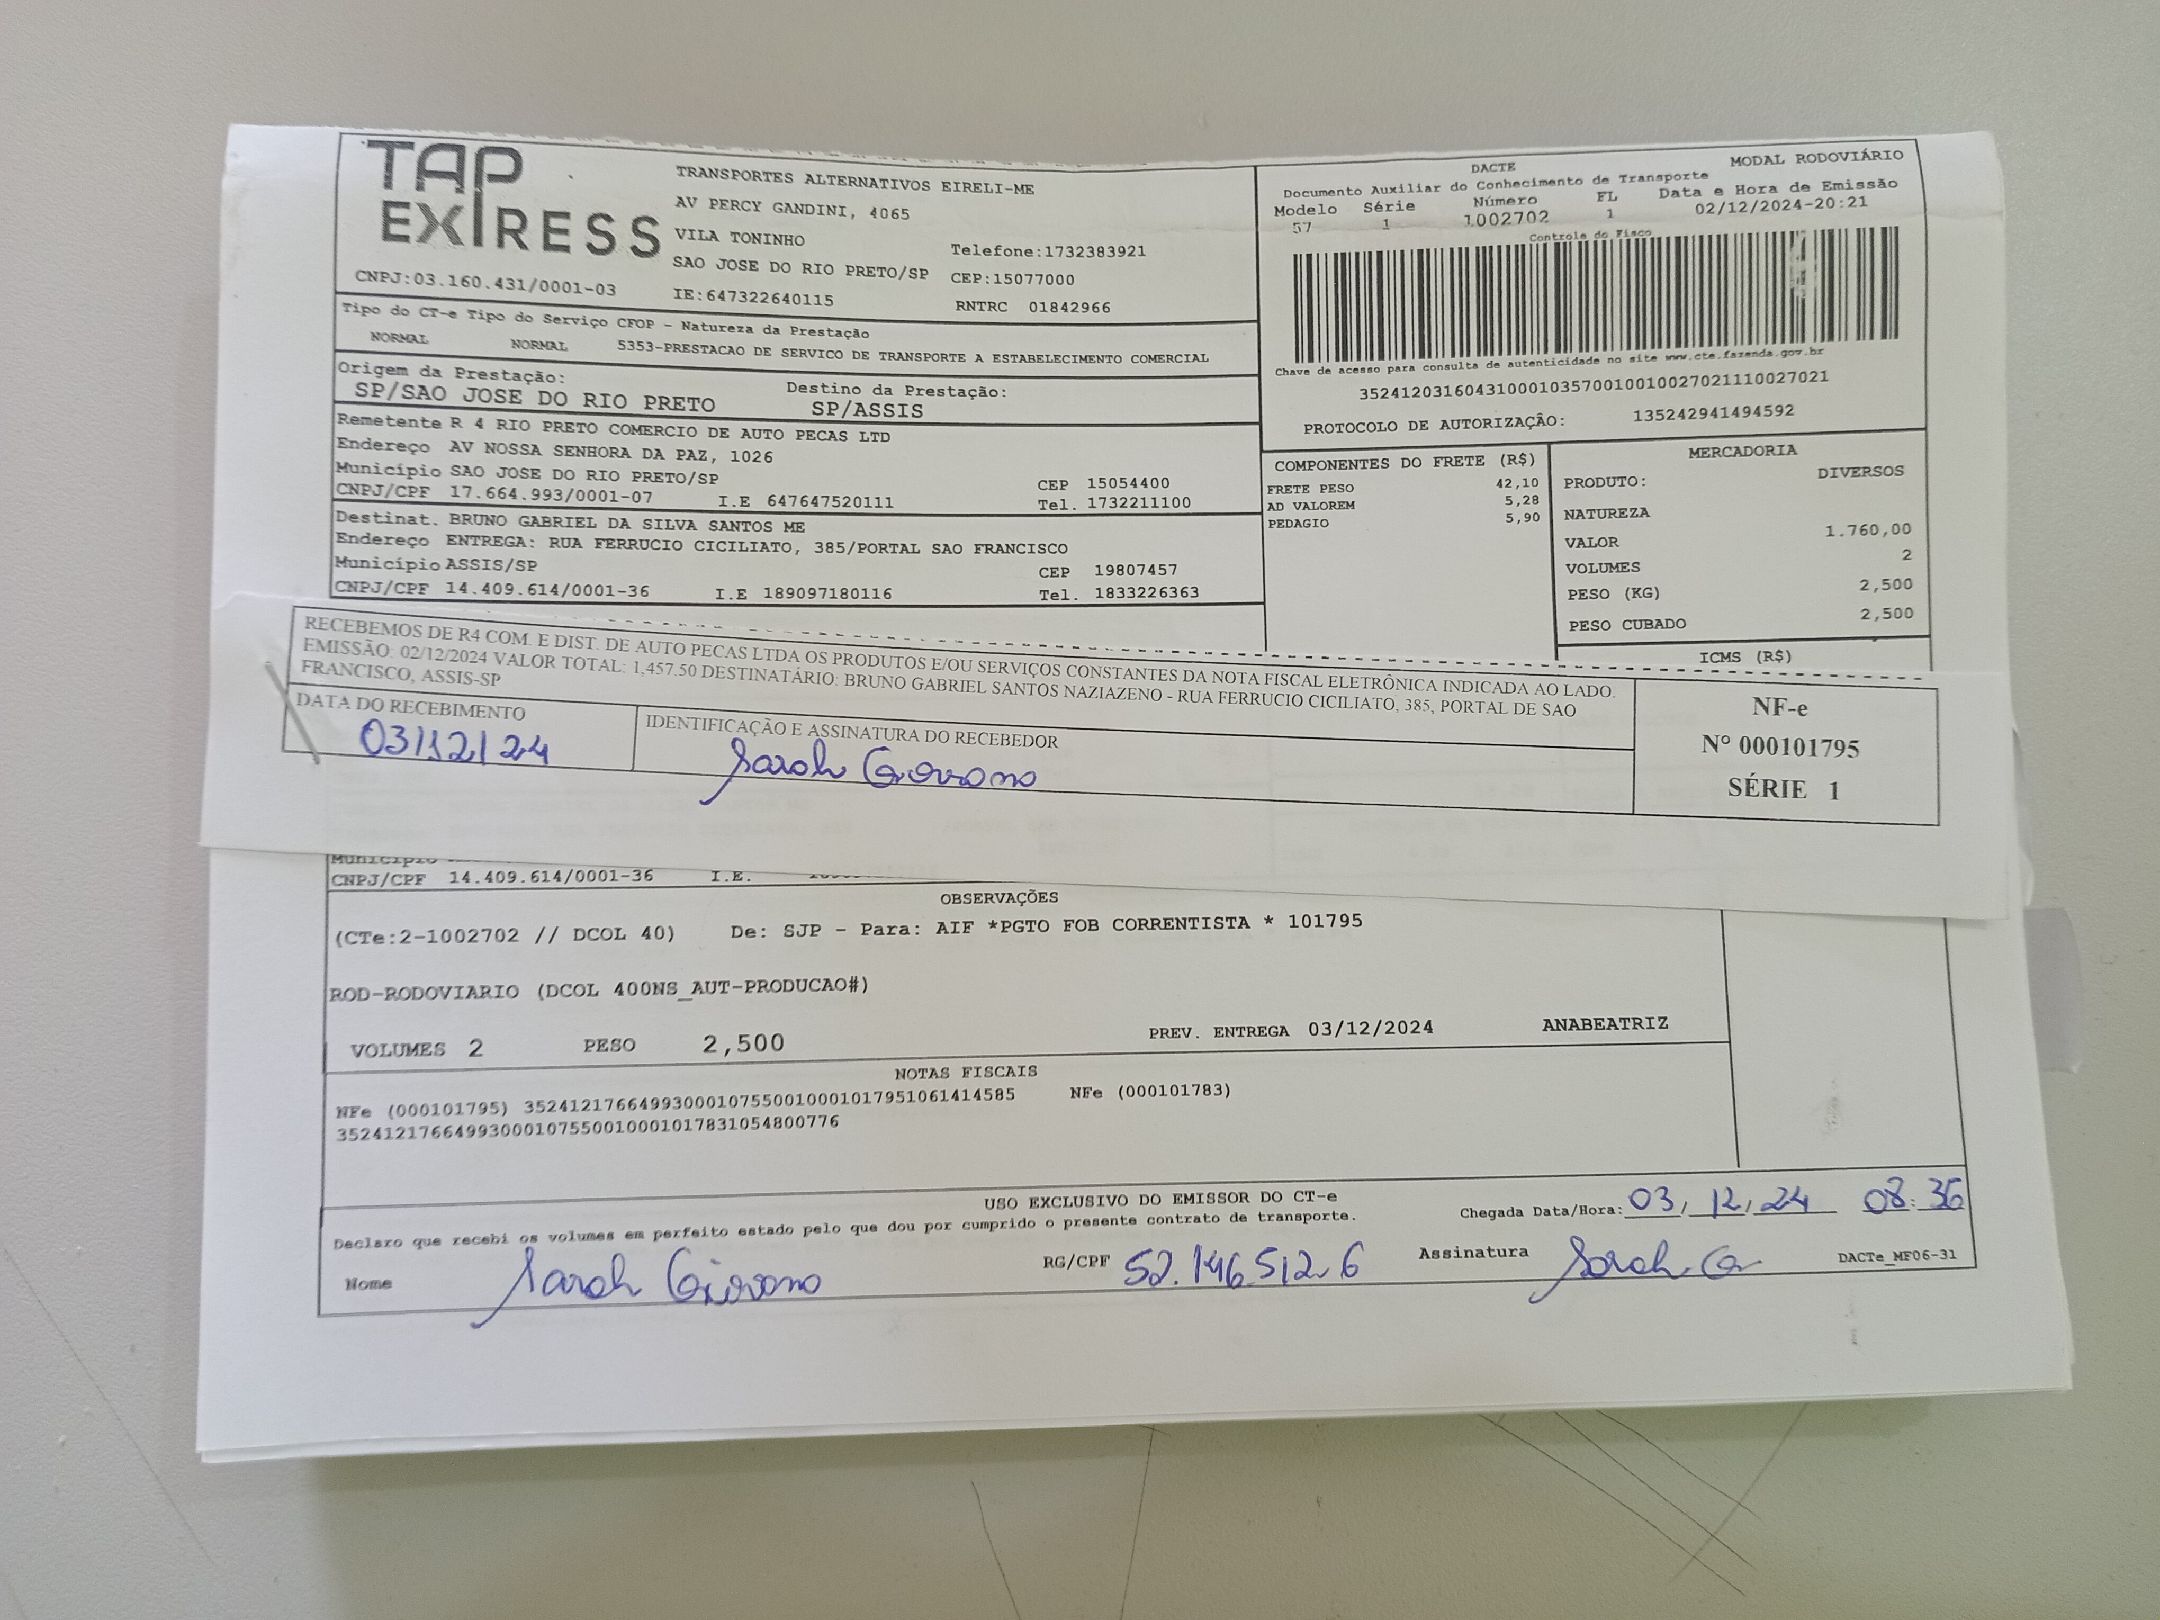 TAP
EXPRESS
TRANSPORTES ALTERNATIVOS EIRELI-ME
AV PERCY GANDINI, 4065
VILA TONINHO
Telefone:1732383921
SAO JOSE DO RIO PRETO/SP CEP:15077000
CNPJ:03.160.431/0001-03 IE:647322640115 RNTRC 01842966
DACTE MODAL RODOVIÁRIO
Documento Auxiliar do Conhecimento de Transporte
Modelo Série Número FL Data e Hora de Emissão
57 1 1002702 1 02/12/2024-20:21
Controle do Fisco
Chave de acesso para consulta de autenticidade no site www.cte.fazenda.gov.br
35241203160431000103570010010027021110027021
PROTOCOLO DE AUTORIZAÇÃO: 135242941494592
Tipo do CT-e Tipo do Serviço CFOP - Natureza da Prestação
NORMAL NORMAL 5353-PRESTACAO DE SERVICO DE TRANSPORTE A ESTABELECIMENTO COMERCIAL
Origem da Prestação: Destino da Prestação:
SP/SAO JOSE DO RIO PRETO SP/ASSIS
Remetente R 4 RIO PRETO COMERCIO DE AUTO PECAS LTD
Endereço AV NOSSA SENHORA DA PAZ, 1026
Município SAO JOSE DO RIO PRETO/SP CEP 15054400
CNPJ/CPF 17.664.993/0001-07 I.E 647647520111 Tel. 1732211100
Destinat. BRUNO GABRIEL DA SILVA SANTOS ME
Endereço ENTREGA: RUA FERRUCIO CICILIATO, 385/PORTAL SAO FRANCISCO
Município ASSIS/SP CEP 19807457
CNPJ/CPF 14.409.614/0001-36 I.E 189097180116 Tel. 1833226363
COMPONENTES DO FRETE (R$)
FRETE PESO 42,10
AD VALOREM 5,28
PEDAGIO 5,90
MERCADORIA
PRODUTO: DIVERSOS
NATUREZA
VALOR 1.760,00
VOLUMES 2
PESO (KG) 2,500
PESO CUBADO 2,500
ICMS (R$)
RECEBEMOS DE R4 COM. E DIST. DE AUTO PECAS LTDA OS PRODUTOS E/OU SERVIÇOS CONSTANTES DA NOTA FISCAL ELETRÔNICA INDICADA AO LADO.
EMISSÃO: 02/12/2024 VALOR TOTAL: 1,457.50 DESTINATÁRIO: BRUNO GABRIEL SANTOS NAZIAZENO - RUA FERRUCIO CICILIATO, 385, PORTAL DE SAO
FRANCISCO, ASSIS-SP
DATA DO RECEBIMENTO IDENTIFICAÇÃO E ASSINATURA DO RECEBEDOR
03/12/24 Sarah Giovana
NF-e
Nº 000101795
SÉRIE 1
Município
CNPJ/CPF 14.409.614/0001-36 I.E.
OBSERVAÇÕES
(CTe:2-1002702 // DCOL 40) De: SJP - Para: AIF *PGTO FOB CORRENTISTA * 101795
ROD-RODOVIARIO (DCOL 400NS_AUT-PRODUCAO#)
VOLUMES 2 PESO 2,500 PREV. ENTREGA 03/12/2024 ANABEATRIZ
NOTAS FISCAIS
NFe (000101795) 35241217664993000107550010001017951061414585 NFe (000101783)
35241217664993000107550010001017831054800776
USO EXCLUSIVO DO EMISSOR DO CT-e
Declaro que recebi os volumes em perfeito estado pelo que dou por cumprido o presente contrato de transporte. Chegada Data/Hora: 03/12/24 08:36
Nome Sarah Giovana RG/CPF 52.146.512.6 Assinatura Sarah G DACTe_MF06-31